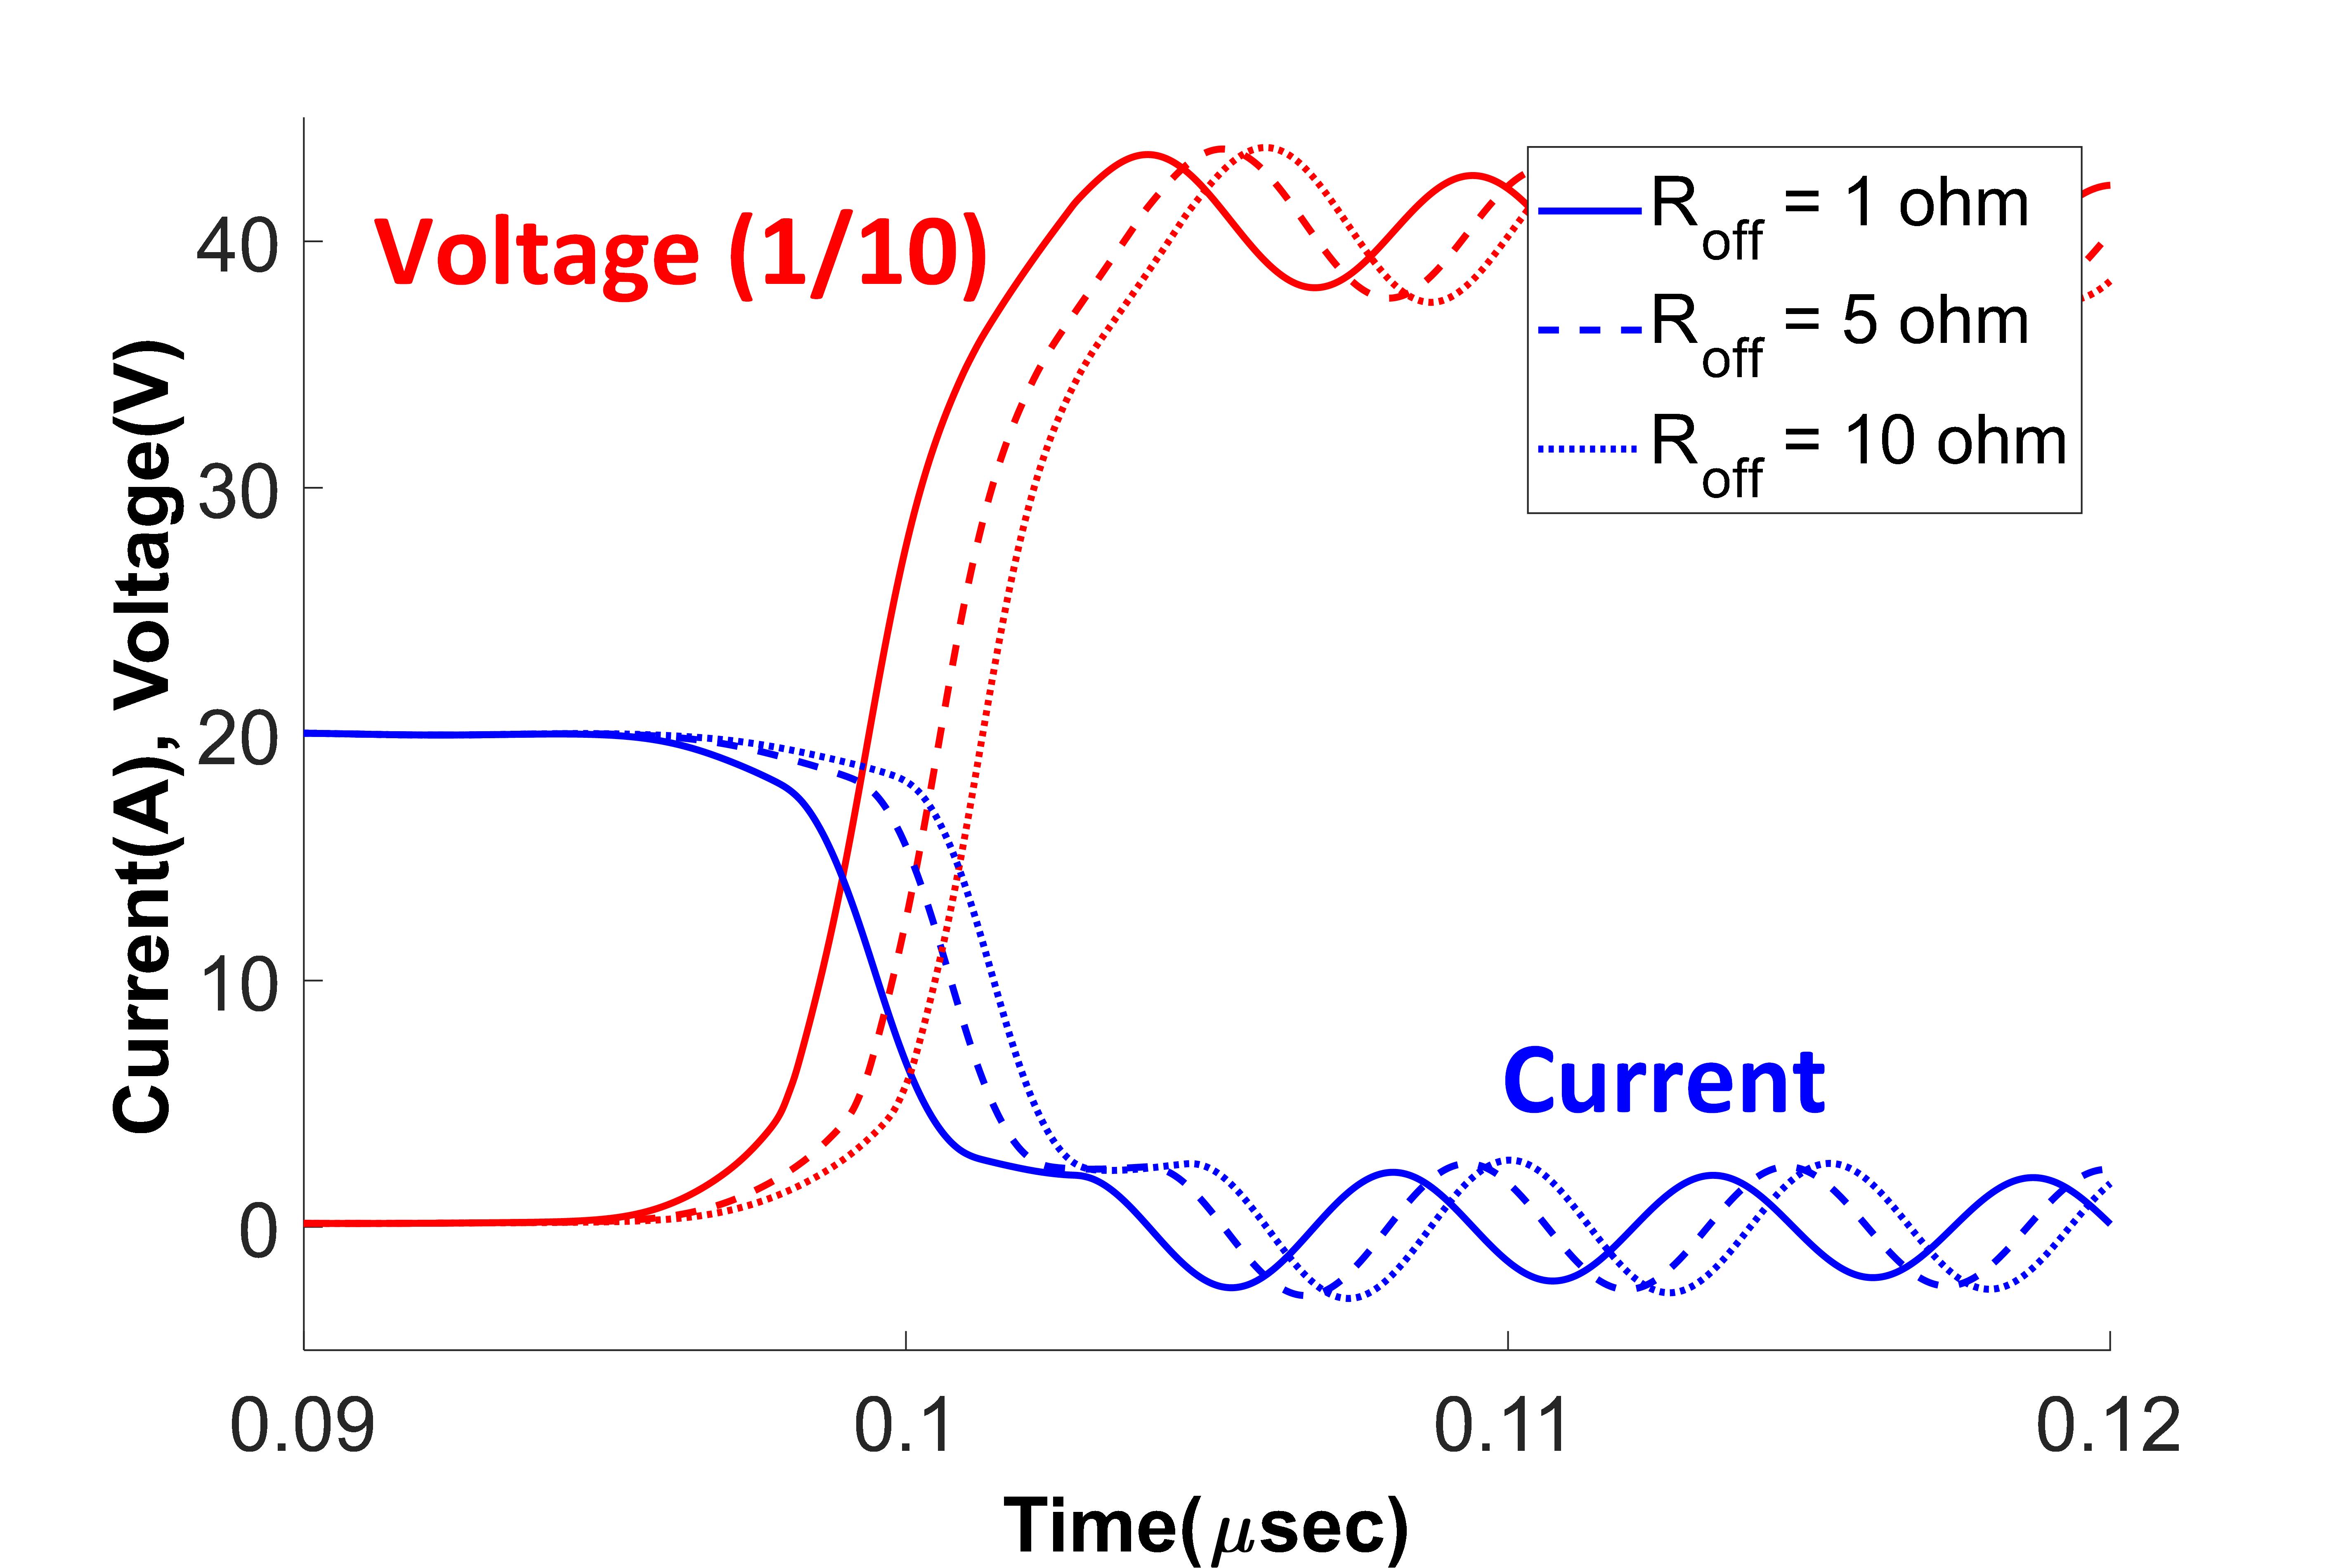 Voltage (1/10)
R_off = 1 ohm
R_off = 5 ohm
R_off = 10 ohm
Current
Current(A), Voltage(V)
40
30
20
10
0
0.09 0.1 0.11 0.12
Time(μsec)